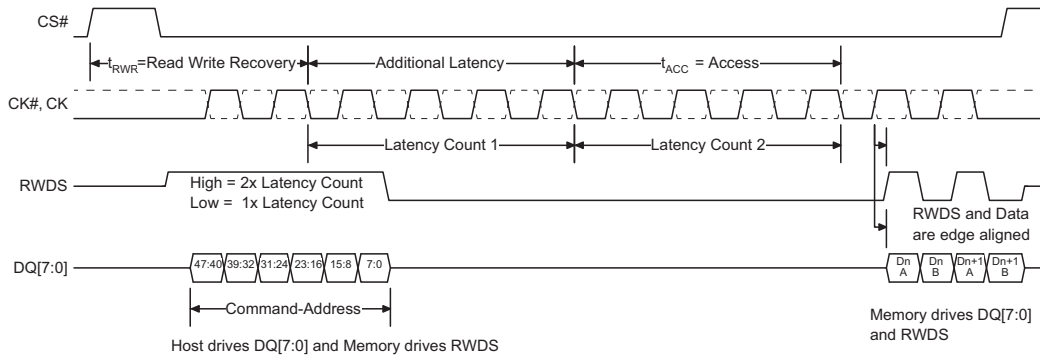 CS#
tRWR=Read Write Recovery
Additional Latency
tACC = Access
CK#, CK
Latency Count 1
Latency Count 2
RWDS
High = 2x Latency Count
Low = 1x Latency Count
RWDS and Data
are edge aligned
DQ[7:0]
47:40 39:32 31:24 23:16 15:8 7:0
Dn A
Dn B
Dn+1 A
Dn+1 B
Command-Address
Memory drives DQ[7:0]
and RWDS
Host drives DQ[7:0] and Memory drives RWDS